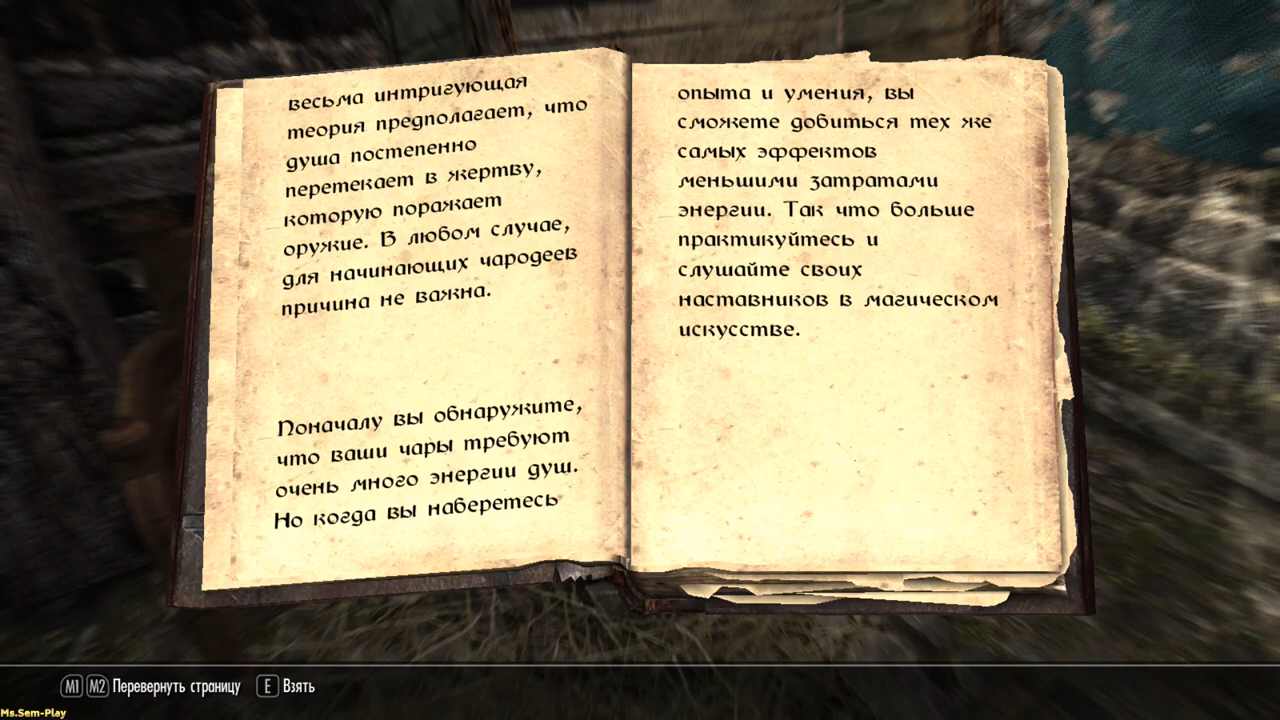 весьма интригующая
теория предполагает, что
душа постепенно
перетекает в жертву,
которую поражает
оружие. В любом случае,
для начинающих чародеев
причина не важна.
Поначалу вы обнаружите,
что ваши чары требуют
очень много энергии душ.
Но когда вы наберетесь
опыта и умения, вы
сможете добиться тех же
самых эффектов
меньшими затратами
энергии. Так что больше
практикуйтесь и
слушайте своих
наставников в магическом
искусстве.
M1 M2 Перевернуть страницу E Взять
Ms.Sem-Play